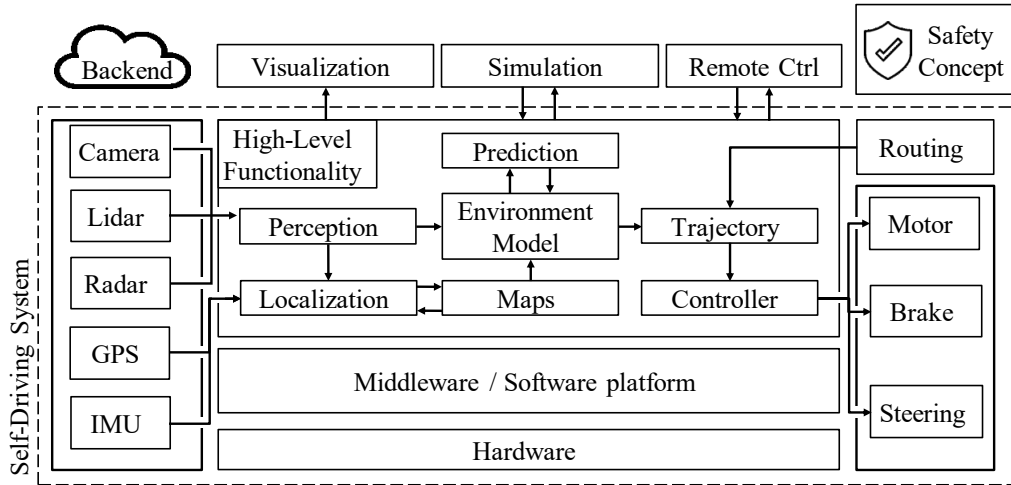 Backend
Visualization
Simulation
Remote Ctrl
Safety
Concept
Self-Driving System
Camera
Lidar
Radar
GPS
IMU
High-Level
Functionality
Prediction
Perception
Environment
Model
Trajectory
Localization
Maps
Controller
Middleware / Software platform
Hardware
Routing
Motor
Brake
Steering